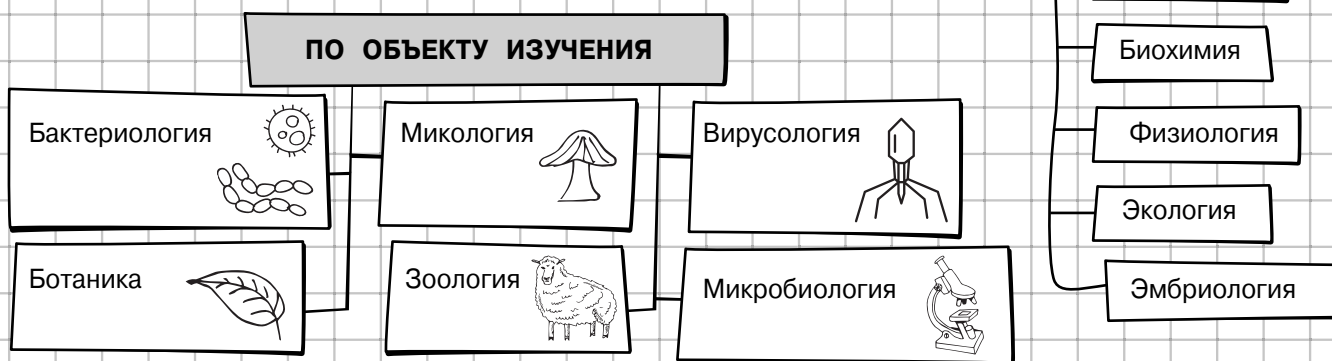 ПО ОБЪЕКТУ ИЗУЧЕНИЯ
Бактериология
Микология
Вирусология
Ботаника
Зоология
Микробиология
Биохимия
Физиология
Экология
Эмбриология